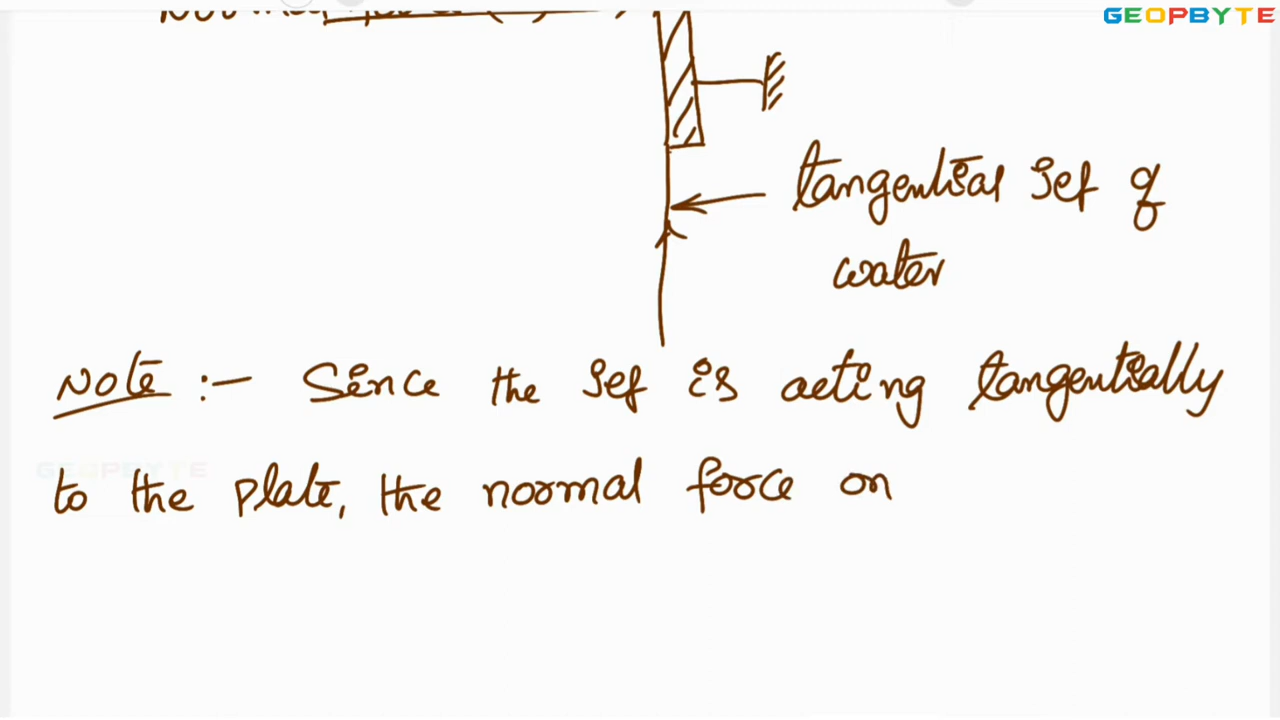 GEOPBYTE
tangential Jet of
water
Note :- Since the Jet is acting tangentially
GEOPBYTE
to the plate, the normal force on